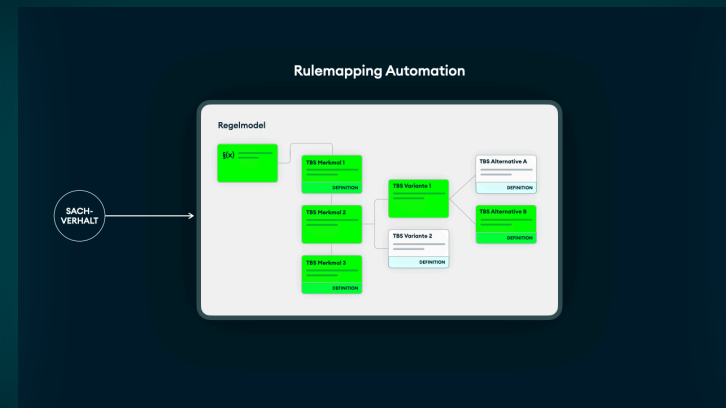 Rulemapping Automation
Regelmodel
§(x)
TBS Merkmal 1
DEFINITION
TBS Merkmal 2
TBS Merkmal 3
DEFINITION
TBS Variante 1
TBS Variante 2
DEFINITION
TBS Alternative A
DEFINITION
TBS Alternative B
DEFINITION
SACH-
VERHALT